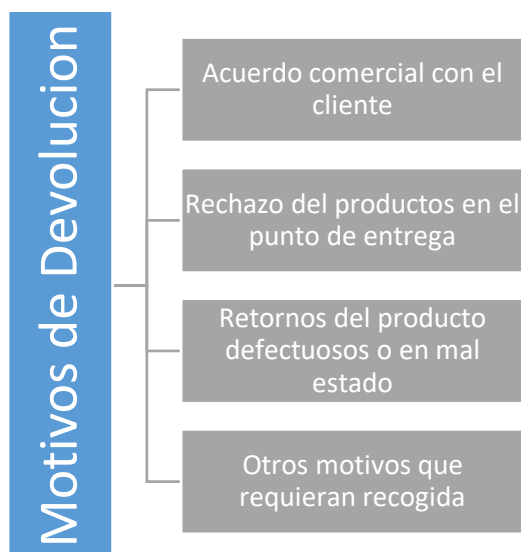 Motivos de Devolucion
Acuerdo comercial con el
cliente
Rechazo del productos en el
punto de entrega
Retornos del producto
defectuosos o en mal
estado
Otros motivos que
requieran recogida